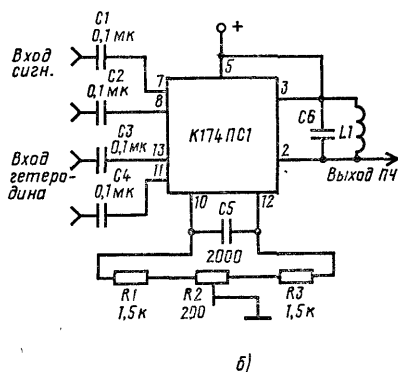 C1
0,1мк
Вход
сигн.
C2
0,1мк
C3
0,1мк
Вход
гетеро-
дина
C4
0,1мк
7
8
13
11
+
5
3
К174ПС1
2
C6
L1
Выход ПЧ
10
C5
12
2000
R1
1,5к
R2
200
R3
1,5к
б)